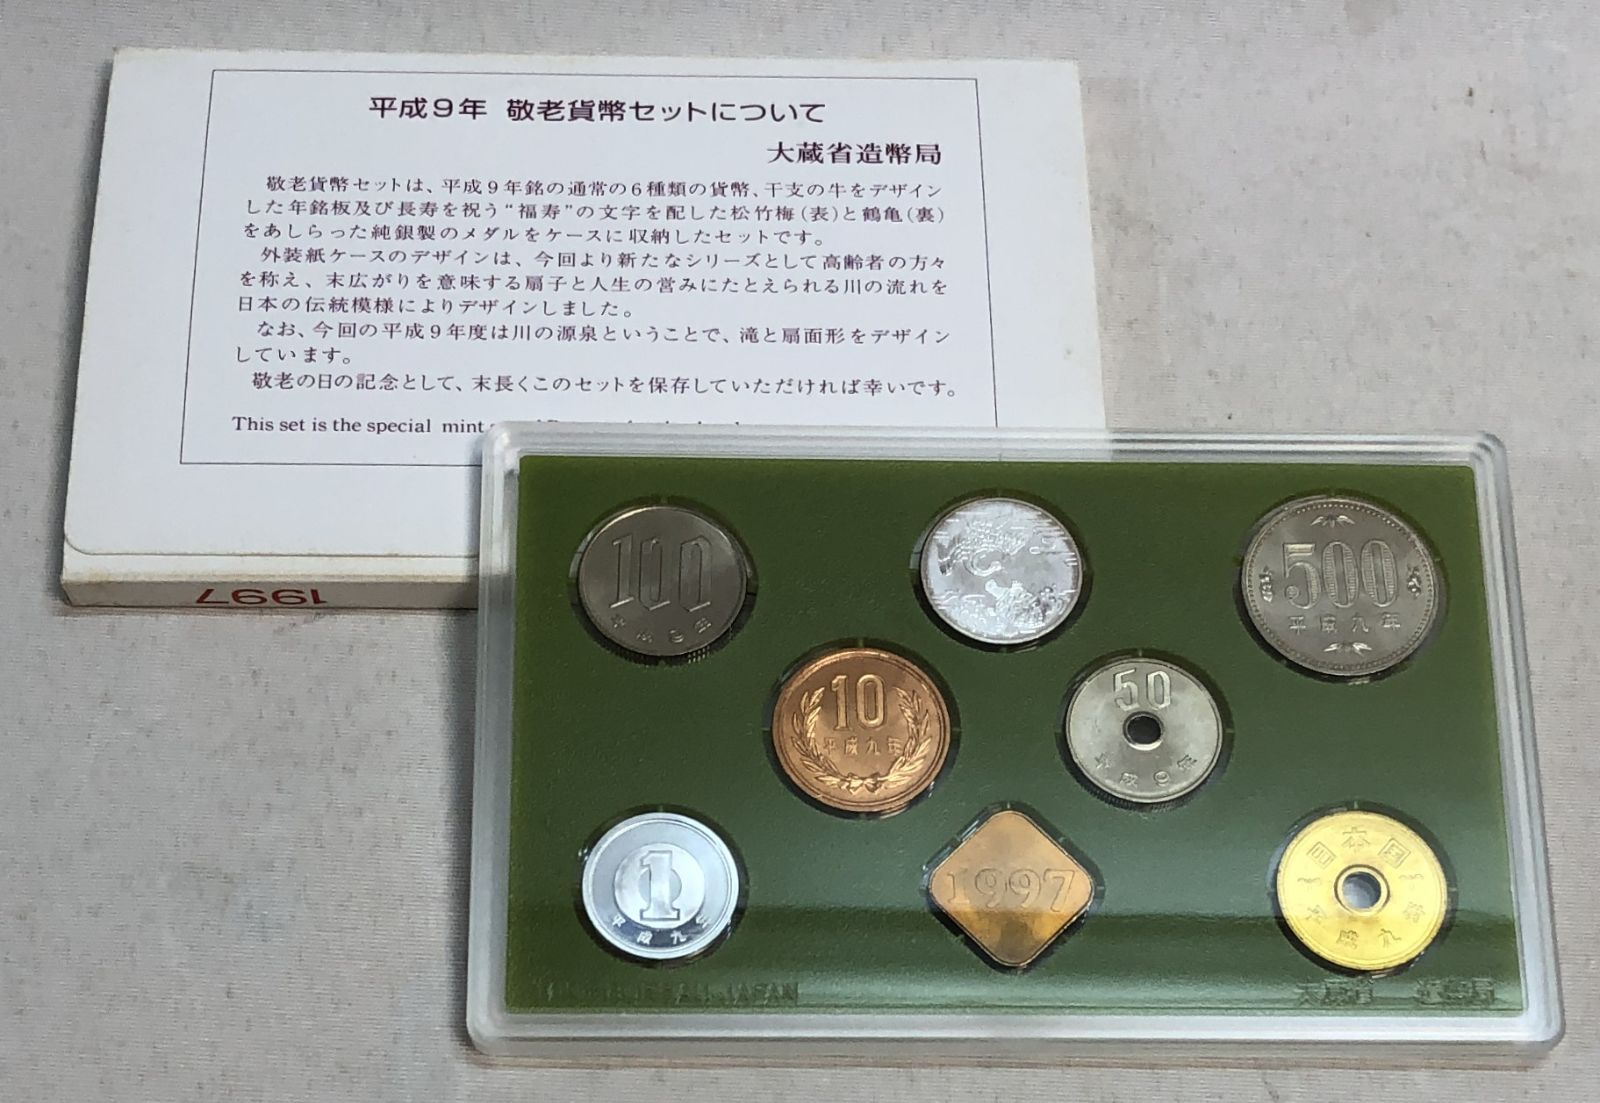 平成9年 敬老貨幣セットについて
大蔵省造幣局
敬老貨幣セットは、平成9年銘の通常の6種類の貨幣、干支の牛をデザイン
した年銘板及び長寿を祝う“福寿”の文字を配した松竹梅(表)と鶴亀(裏)
をあしらった純銀製のメダルをケースに収納したセットです。
外装紙ケースのデザインは、今回より新たなシリーズとして高齢者の方々
を称え、末広がりを意味する扇子と人生の営みにたとえられる川の流れを
日本の伝統模様によりデザインしました。
なお、今回の平成9年度は川の源泉ということで、滝と扇面形をデザイン
しています。
敬老の日の記念として、末長くこのセットを保存していただければ幸いです。
This set is the special mint
1997
100
平成9年
500
平成九年
10
平成九年
50
平成9年
1
平成九年
1997
日本国
平成九年
JAPAN
大蔵省 造幣局